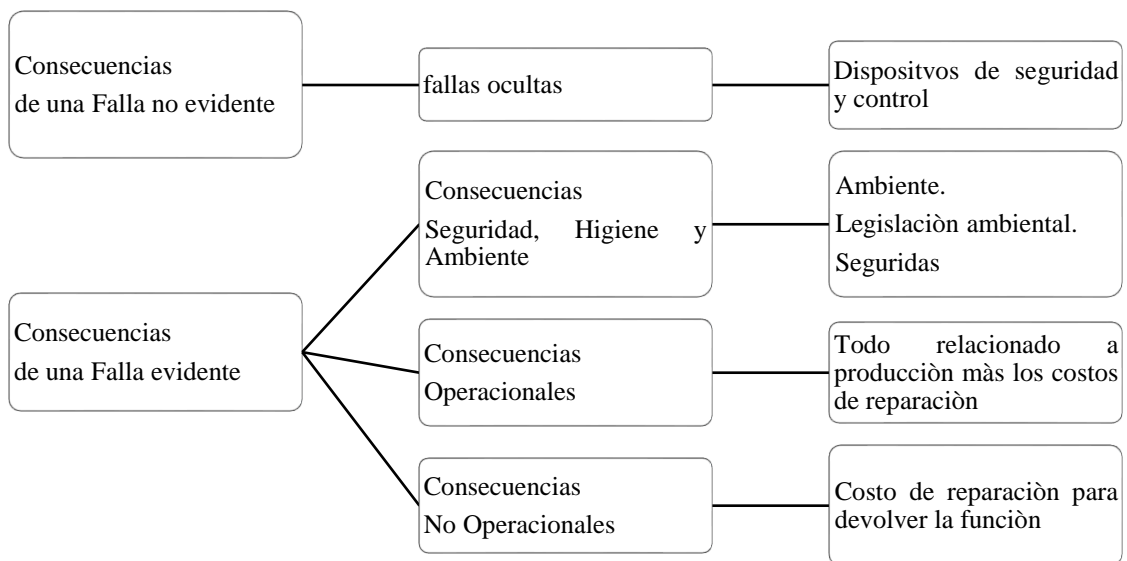 Consecuencias
de una Falla no evidente
fallas ocultas
Dispositvos de seguridad
y control
Consecuencias
de una Falla evidente
Consecuencias
Seguridad, Higiene y
Ambiente
Ambiente.
Legislaciòn ambiental.
Seguridas
Consecuencias
Operacionales
Todo relacionado a
producciòn màs los costos
de reparaciòn
Consecuencias
No Operacionales
Costo de reparaciòn para
devolver la funciòn